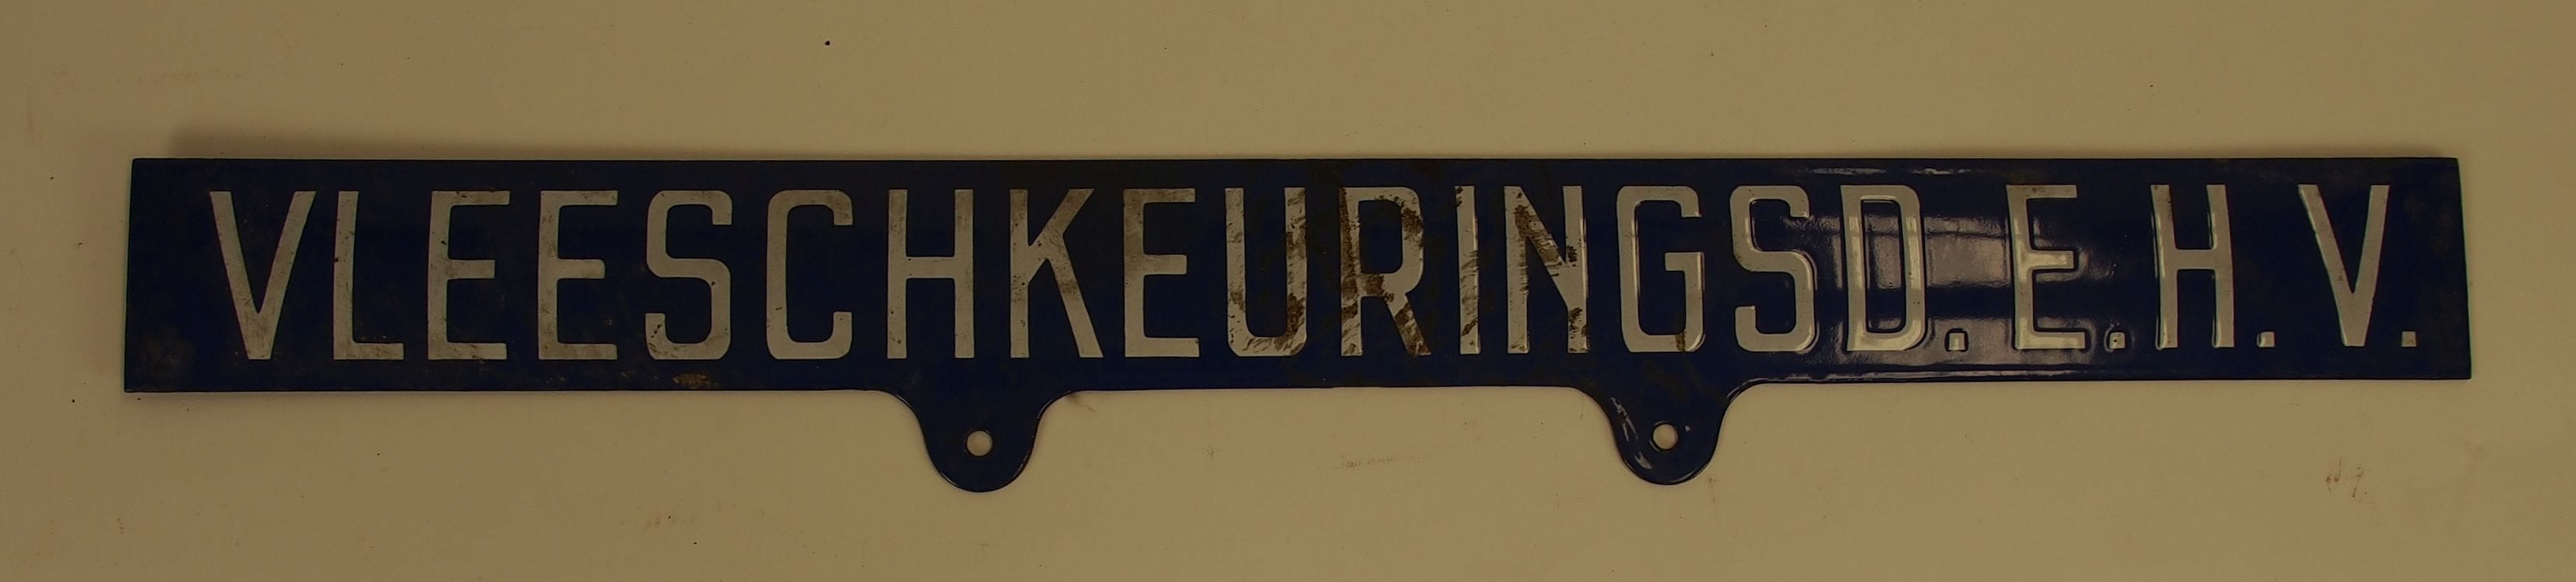 VLEESCHKEURINGSD. E. H. V.